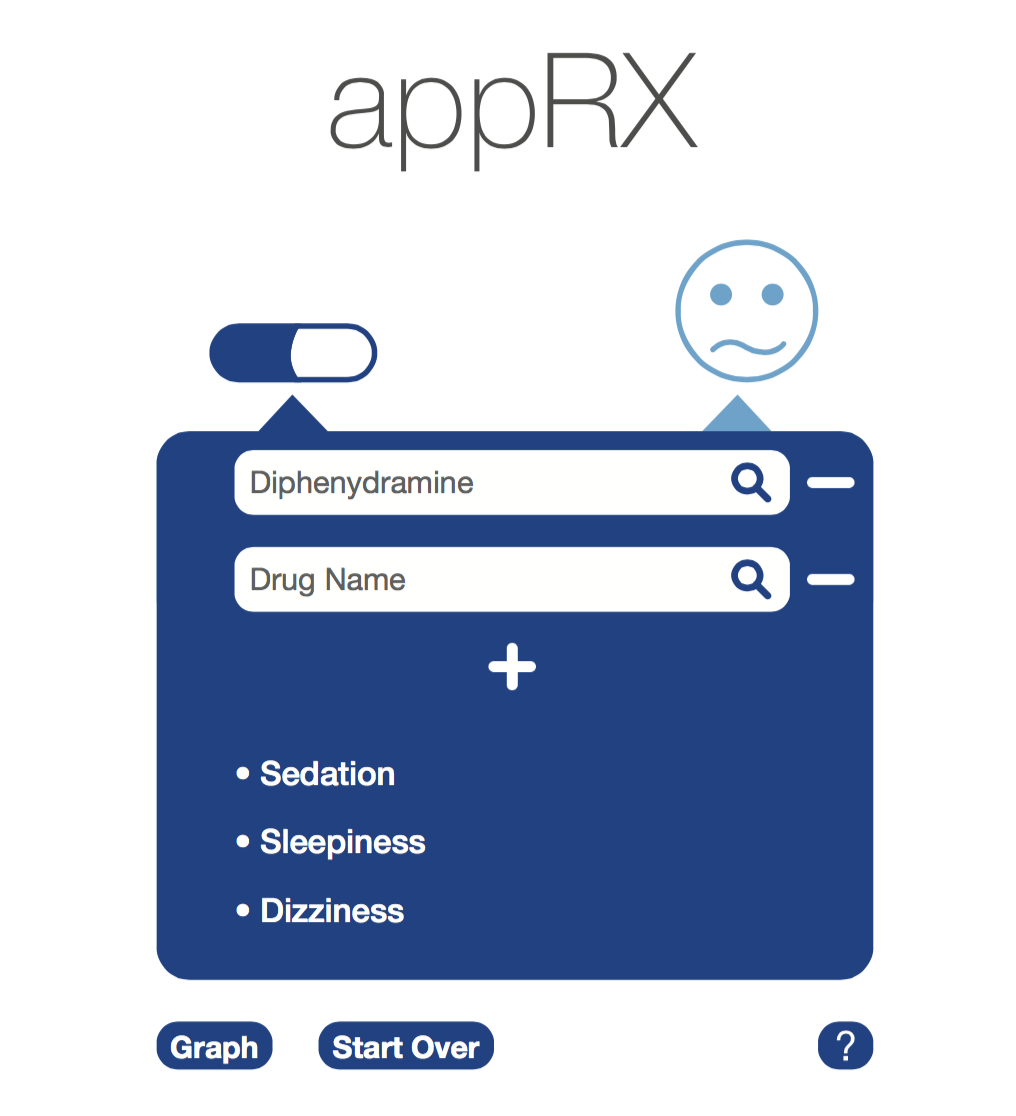 appRX
Diphenydramine
Drug Name
• Sedation
• Sleepiness
• Dizziness
Graph
Start Over
?